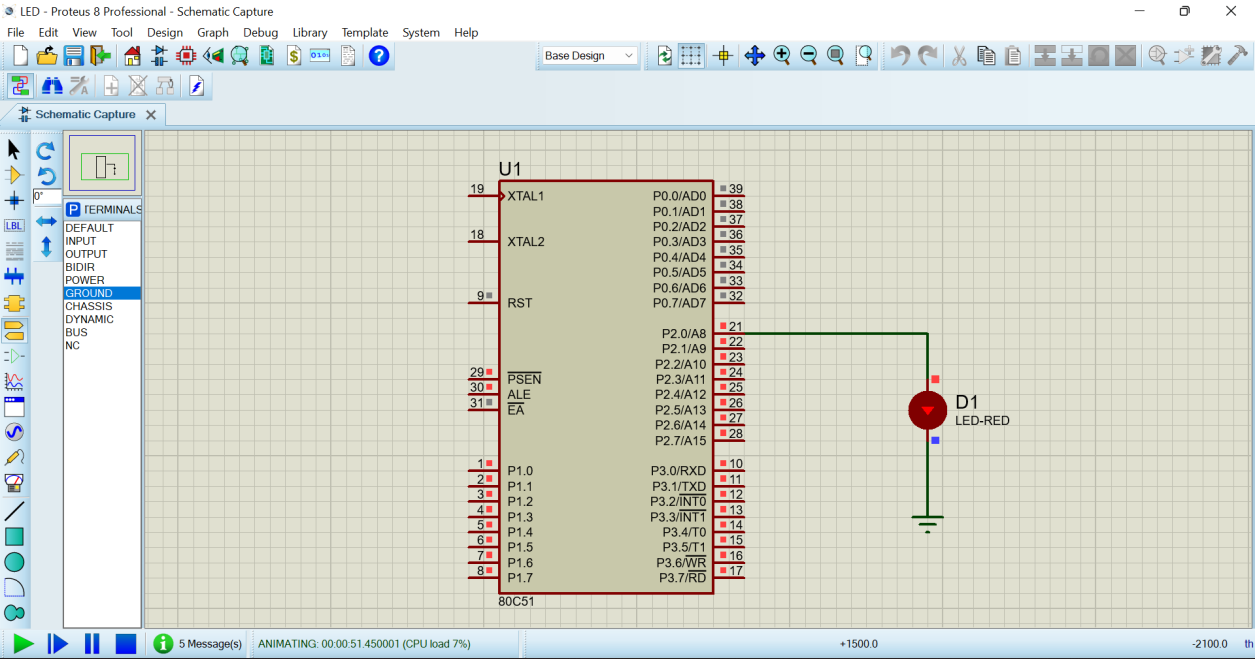 LED - Proteus 8 Professional - Schematic Capture
File Edit View Tool Design Graph Debug Library Template System Help
Base Design
Schematic Capture
0°
LBL
P TERMINALS
DEFAULT
INPUT
OUTPUT
BIDIR
POWER
GROUND
CHASSIS
DYNAMIC
BUS
NC
U1
19 XTAL1
18 XTAL2
9 RST
29 PSEN
30 ALE
31 EA
1 P1.0
2 P1.1
3 P1.2
4 P1.3
5 P1.4
6 P1.5
7 P1.6
8 P1.7
P0.0/AD0 39
P0.1/AD1 38
P0.2/AD2 37
P0.3/AD3 36
P0.4/AD4 35
P0.5/AD5 34
P0.6/AD6 33
P0.7/AD7 32
P2.0/A8 21
P2.1/A9 22
P2.2/A10 23
P2.3/A11 24
P2.4/A12 25
P2.5/A13 26
P2.6/A14 27
P2.7/A15 28
P3.0/RXD 10
P3.1/TXD 11
P3.2/INT0 12
P3.3/INT1 13
P3.4/T0 14
P3.5/T1 15
P3.6/WR 16
P3.7/RD 17
80C51
D1
LED-RED
5 Message(s) ANIMATING: 00:00:51.450001 (CPU load 7%) +1500.0 -2100.0 th